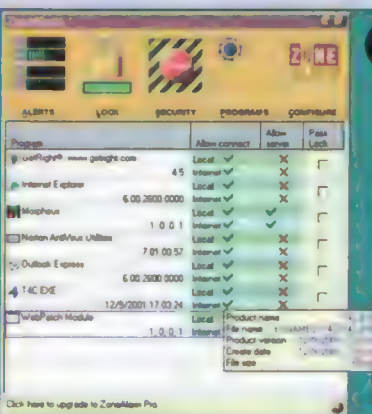 ALERTS LOCK SECURITY PROGRAMS CONFIGURE
Program Allow connect Allow server Pass Lock
GetRight® www.getright.com Local
4.5 Internet
Internet Explorer Local
6.00.2600.0000 Internet
Morpheus Local
1 0 0 1 Internet
Norton AntiVirus Utilities Local
7.01.00.57 Internet
Outlook Express Local
6.00.2600.0000 Internet
T4C EXE Local
12/9/2001 17:03:24 Internet
WebPatch Module Local
1, 0, 0, 1 Internet
Product name
File name
Product version
Create date
File size
Click here to upgrade to ZoneAlarm Pro